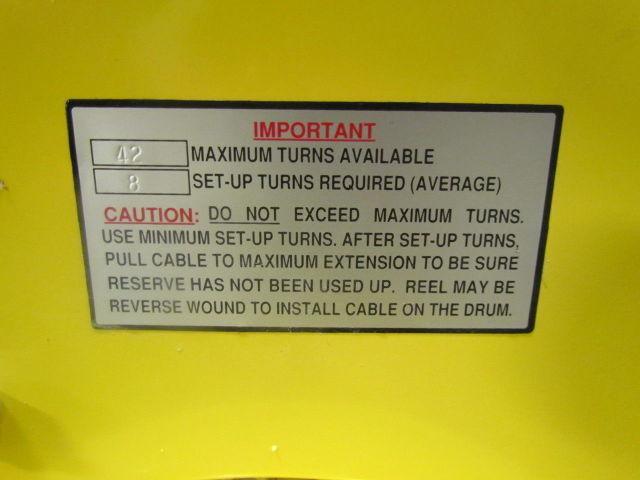 IMPORTANT
42 MAXIMUM TURNS AVAILABLE
8 SET-UP TURNS REQUIRED (AVERAGE)
CAUTION: DO NOT EXCEED MAXIMUM TURNS.
USE MINIMUM SET-UP TURNS. AFTER SET-UP TURNS,
PULL CABLE TO MAXIMUM EXTENSION TO BE SURE
RESERVE HAS NOT BEEN USED UP. REEL MAY BE
REVERSE WOUND TO INSTALL CABLE ON THE DRUM.